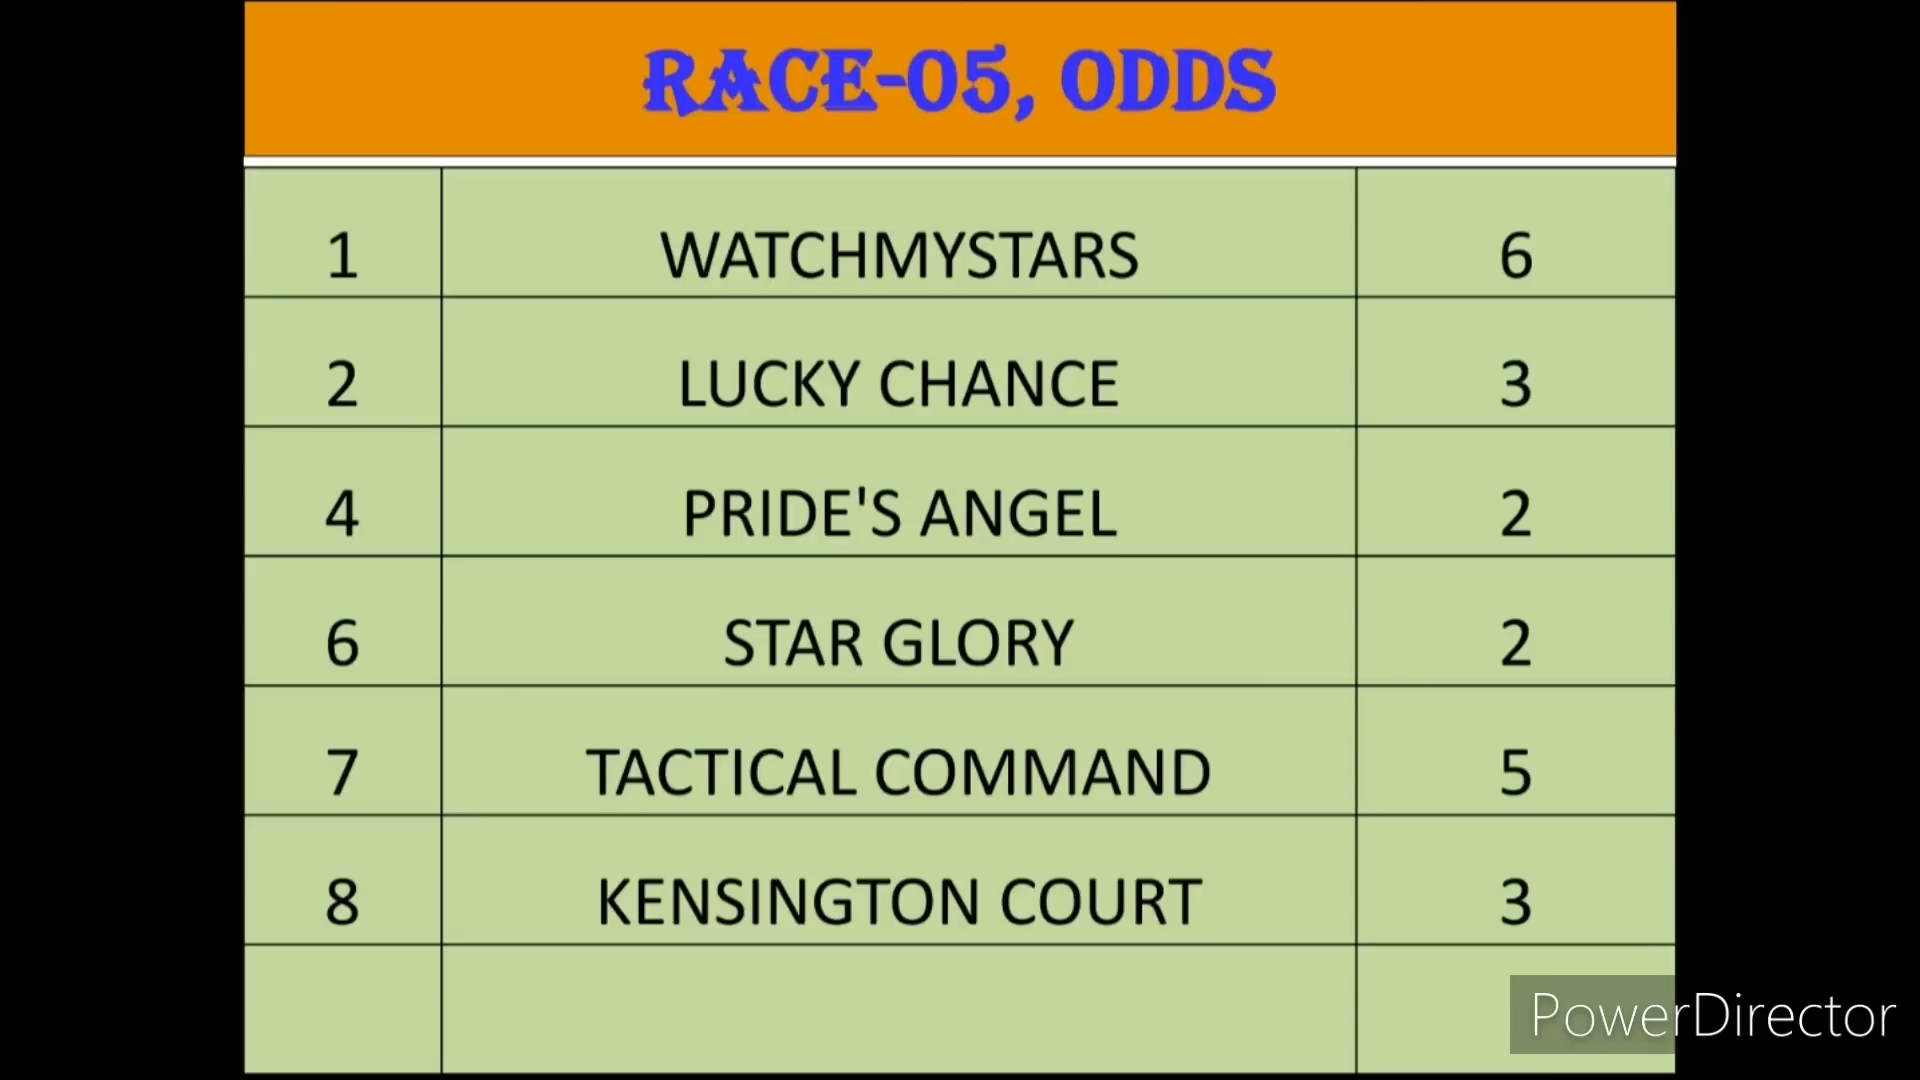 RACE-05, ODDS
1 WATCHMYSTARS 6
2 LUCKY CHANCE 3
4 PRIDE'S ANGEL 2
6 STAR GLORY 2
7 TACTICAL COMMAND 5
8 KENSINGTON COURT 3
PowerDirector